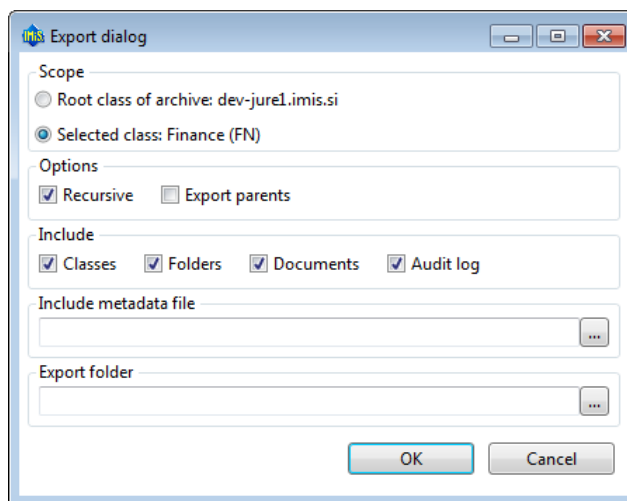 IMiS Export dialog
Scope
Root class of archive: dev-jure1.imis.si
Selected class: Finance (FN)
Options
Recursive Export parents
Include
Classes Folders Documents Audit log
Include metadata file
...
Export folder
...
OK Cancel